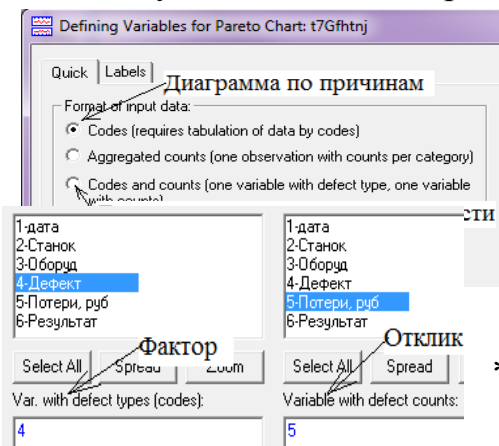 Defining Variables for Pareto Chart: t7Gfhtnj
Quick Labels
Диаграмма по причинам
Format of input data:
Codes (requires tabulation of data by codes)
Aggregated counts (one observation with counts per category)
Codes and counts (one variable with defect type, one variable
with counts)
сти
1-дата
2-Станок
3-Оборуд
4-Дефект
5-Потери, руб
6-Результат
1-дата
2-Станок
3-Оборуд
4-Дефект
5-Потери, руб
6-Результат
Фактор
Отклик
Select All Spread Zoom
Select All Spread
Var. with defect types (codes):
Variable with defect counts:
4
5